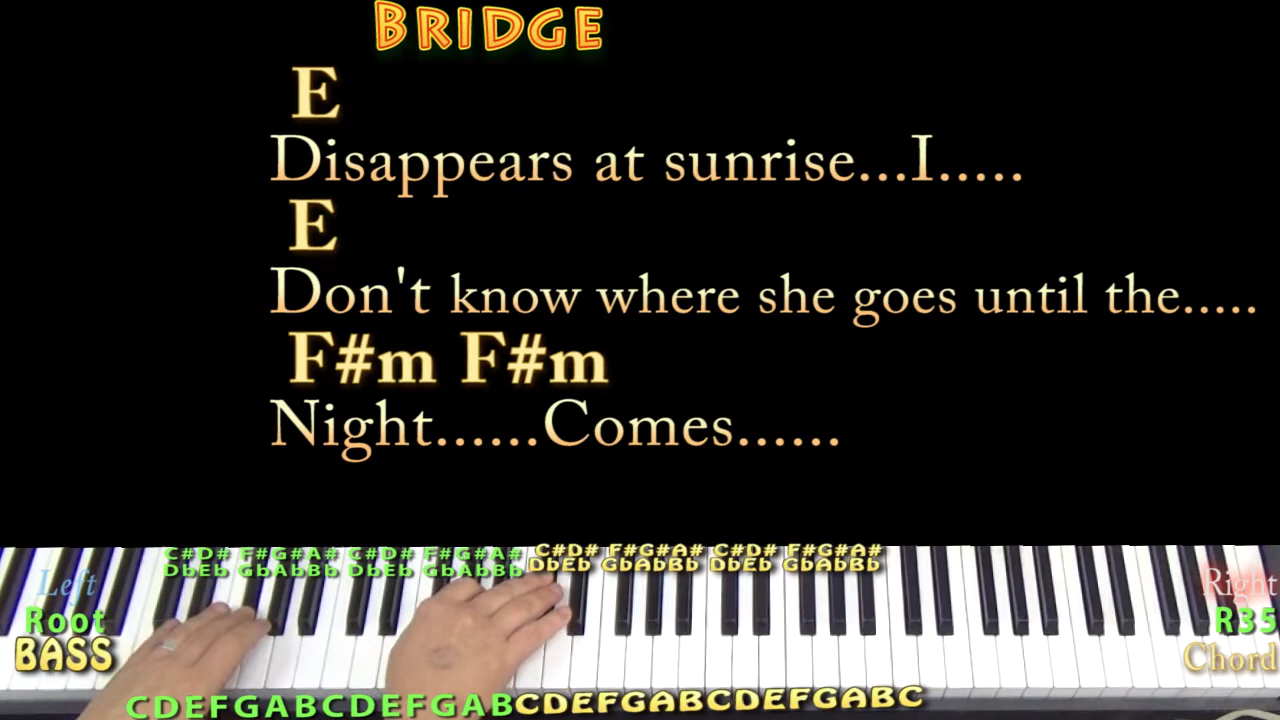 BRIDGE
E
Disappears at sunrise...I.....
E
Don't know where she goes until the.....
F#m F#m
Night......Comes......
C#D# F#G#A# C#D# F#G#A# C#D# F#G#A# C#D# F#G#A#
DbEb GbAbBb DbEb GbAbBb DbEb GbAbBb DbEb GbAbBb
Left
Root
BASS
Right
R35
Chord
CDEFGABCDEFGABCDEFGABCDEFGABC